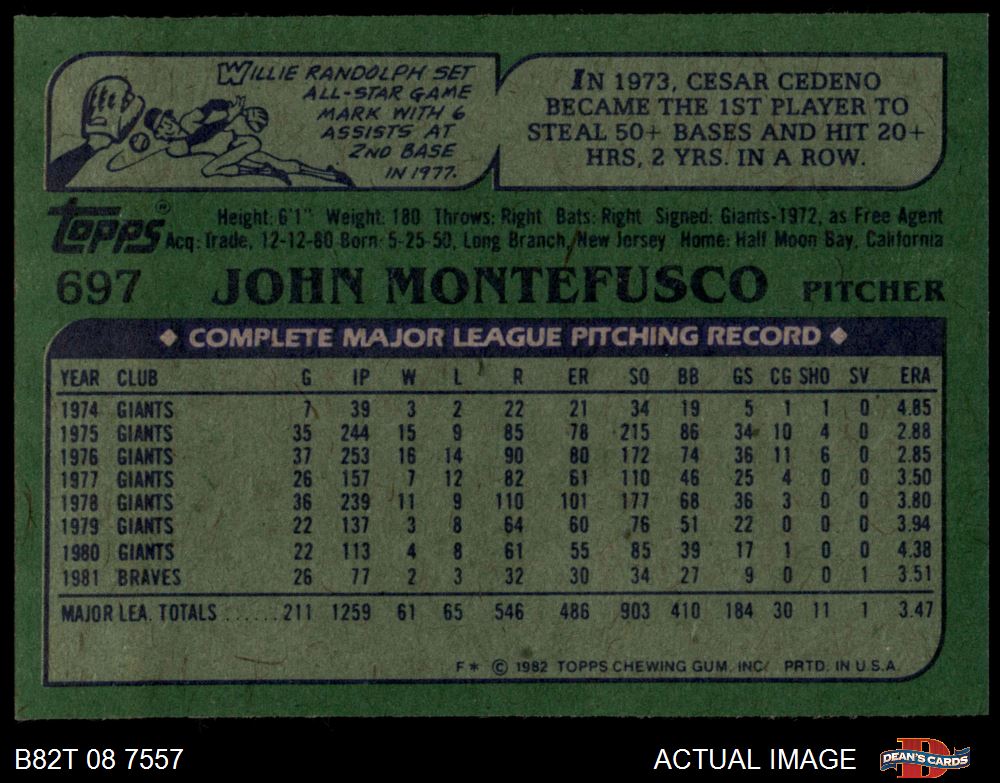 WILLIE RANDOLPH SET
ALL-STAR GAME
MARK WITH 6
ASSISTS AT
2ND BASE
IN 1977.
IN 1973, CESAR CEDENO
BECAME THE 1ST PLAYER TO
STEAL 50+ BASES AND HIT 20+
HRS, 2 YRS. IN A ROW.
topps®
Height: 6'1" Weight: 180 Throws: Right Bats: Right Signed: Giants-1972, as Free Agent
Acq: Trade, 12-12-80 Born: 5-25-50, Long Branch, New Jersey Home: Half Moon Bay, California
697 JOHN MONTEFUSCO PITCHER
◆ COMPLETE MAJOR LEAGUE PITCHING RECORD ◆
YEAR CLUB G IP W L R ER SO BB GS CG SHO SV ERA
1974 GIANTS 7 39 3 2 22 21 34 19 5 1 1 0 4.85
1975 GIANTS 35 244 15 9 85 78 215 86 34 10 4 0 2.88
1976 GIANTS 37 253 16 14 90 80 172 74 36 11 6 0 2.85
1977 GIANTS 26 157 7 12 82 61 110 46 25 4 0 0 3.50
1978 GIANTS 36 239 11 9 110 101 177 68 36 3 0 0 3.80
1979 GIANTS 22 137 3 8 64 60 76 51 22 0 0 0 3.94
1980 GIANTS 22 113 4 8 61 55 85 39 17 1 0 0 4.38
1981 BRAVES 26 77 2 3 32 30 34 27 9 0 0 1 3.51
MAJOR LEA. TOTALS ...... 211 1259 61 65 546 486 903 410 184 30 11 1 3.47
F* © 1982 TOPPS CHEWING GUM, INC. PRTD. IN U.S.A.
B82T 08 7557 ACTUAL IMAGE
D
DEAN'S CARDS